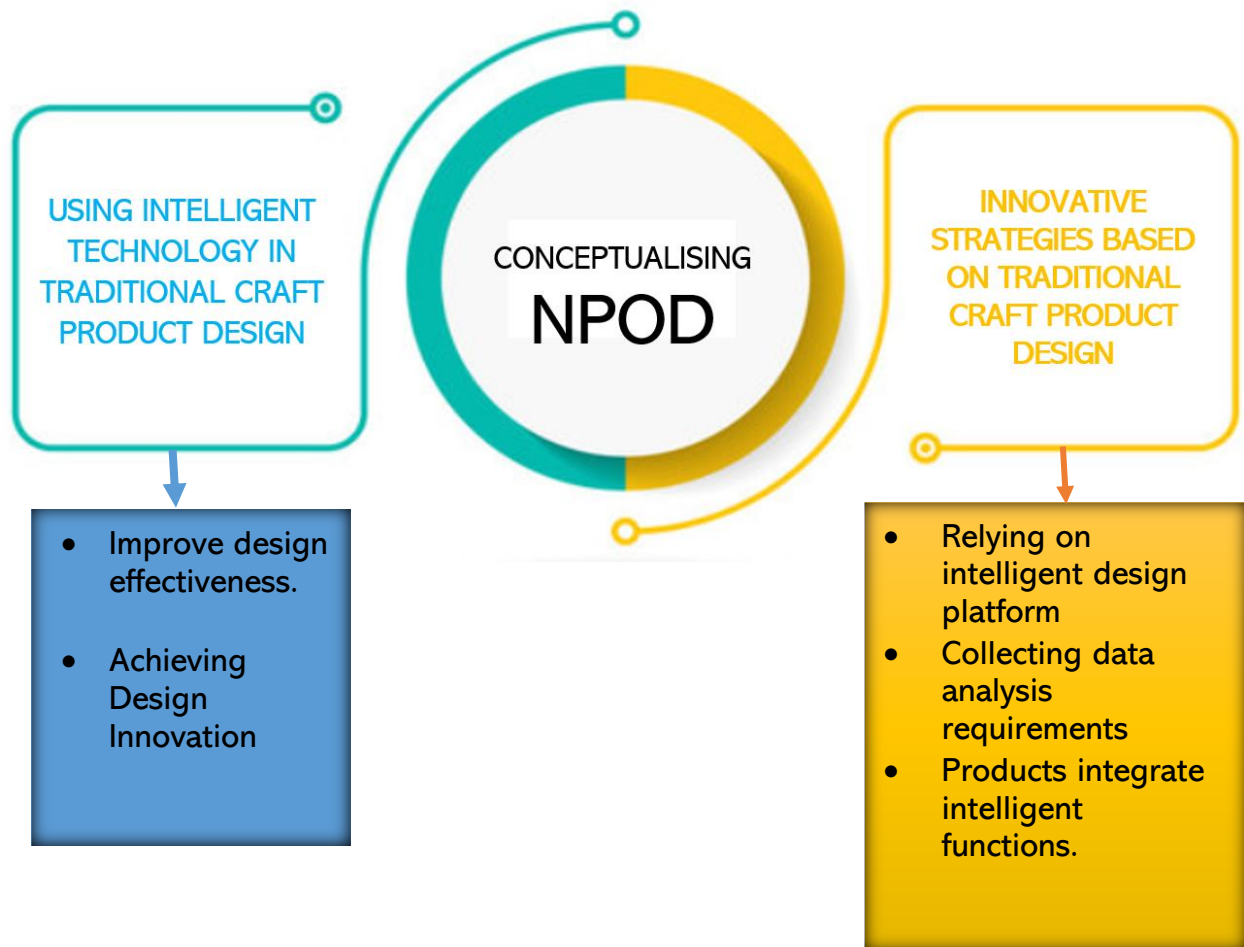 USING INTELLIGENT
TECHNOLOGY IN
TRADITIONAL CRAFT
PRODUCT DESIGN
CONCEPTUALISING
NPOD
INNOVATIVE
STRATEGIES BASED
ON TRADITIONAL
CRAFT PRODUCT
DESIGN
• Improve design
effectiveness.
• Achieving
Design
Innovation
• Relying on
intelligent design
platform
• Collecting data
analysis
requirements
• Products integrate
intelligent
functions.